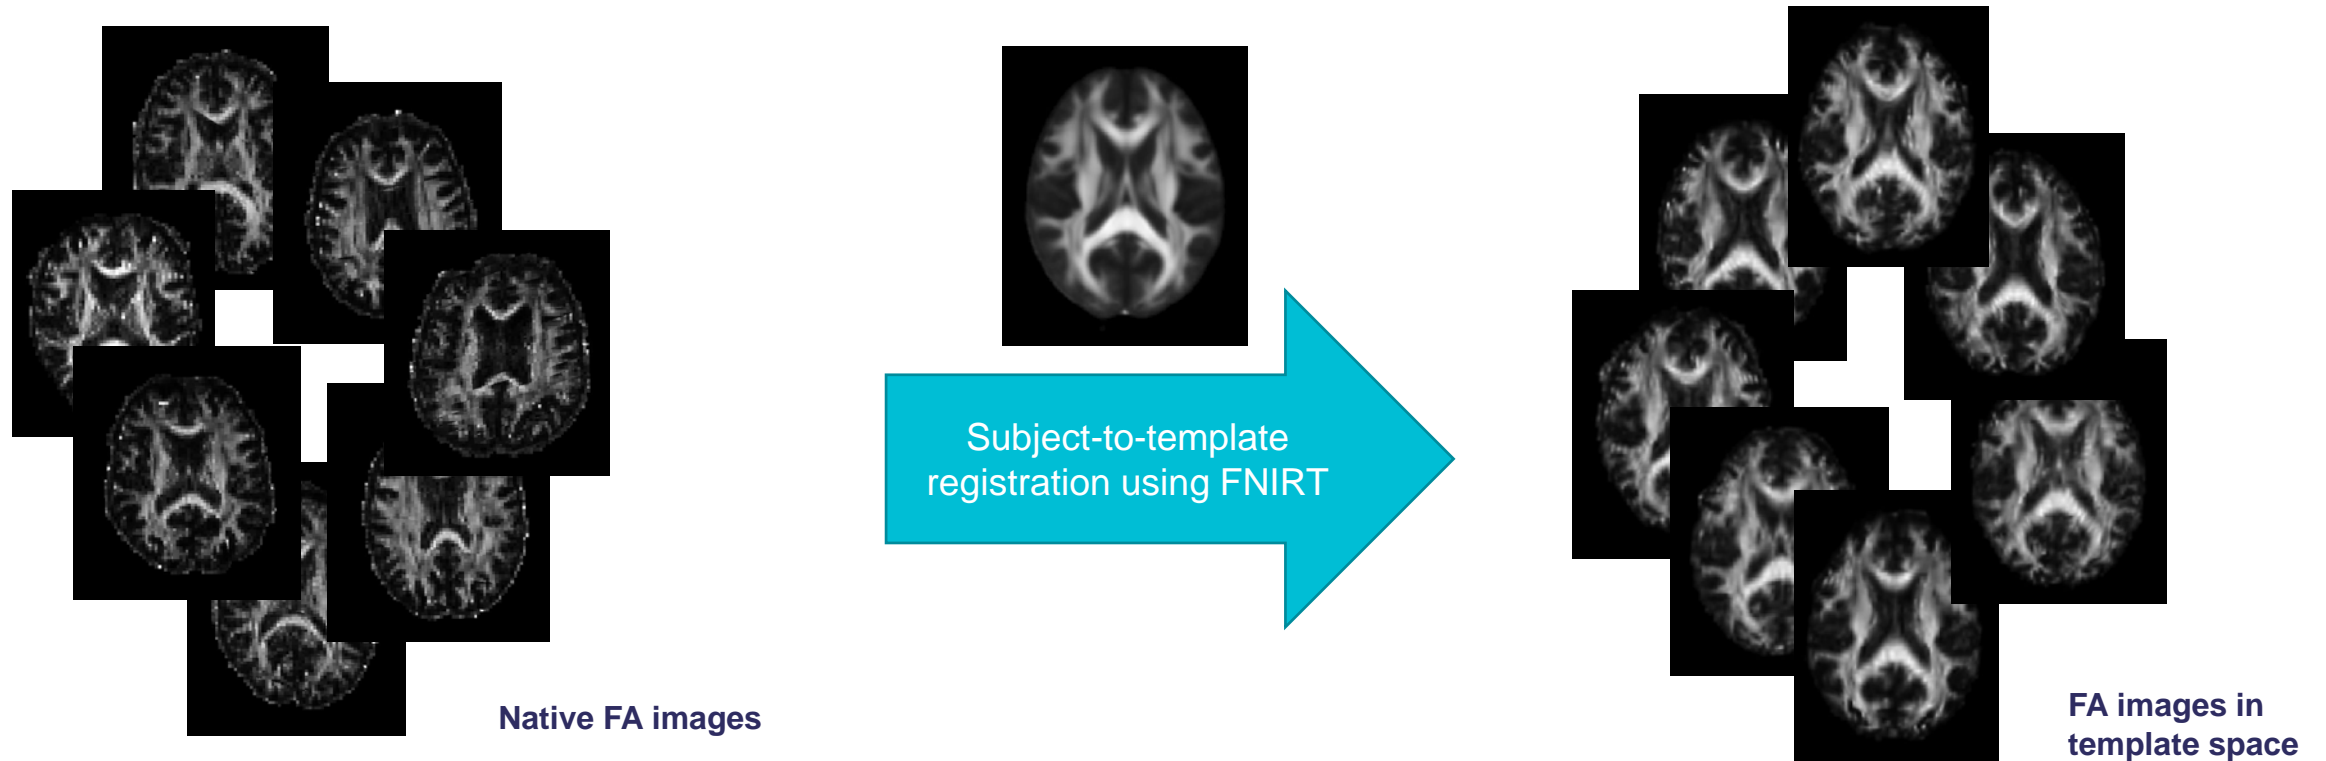 Subject-to-template
registration using FNIRT
Native FA images
FA images in
template space